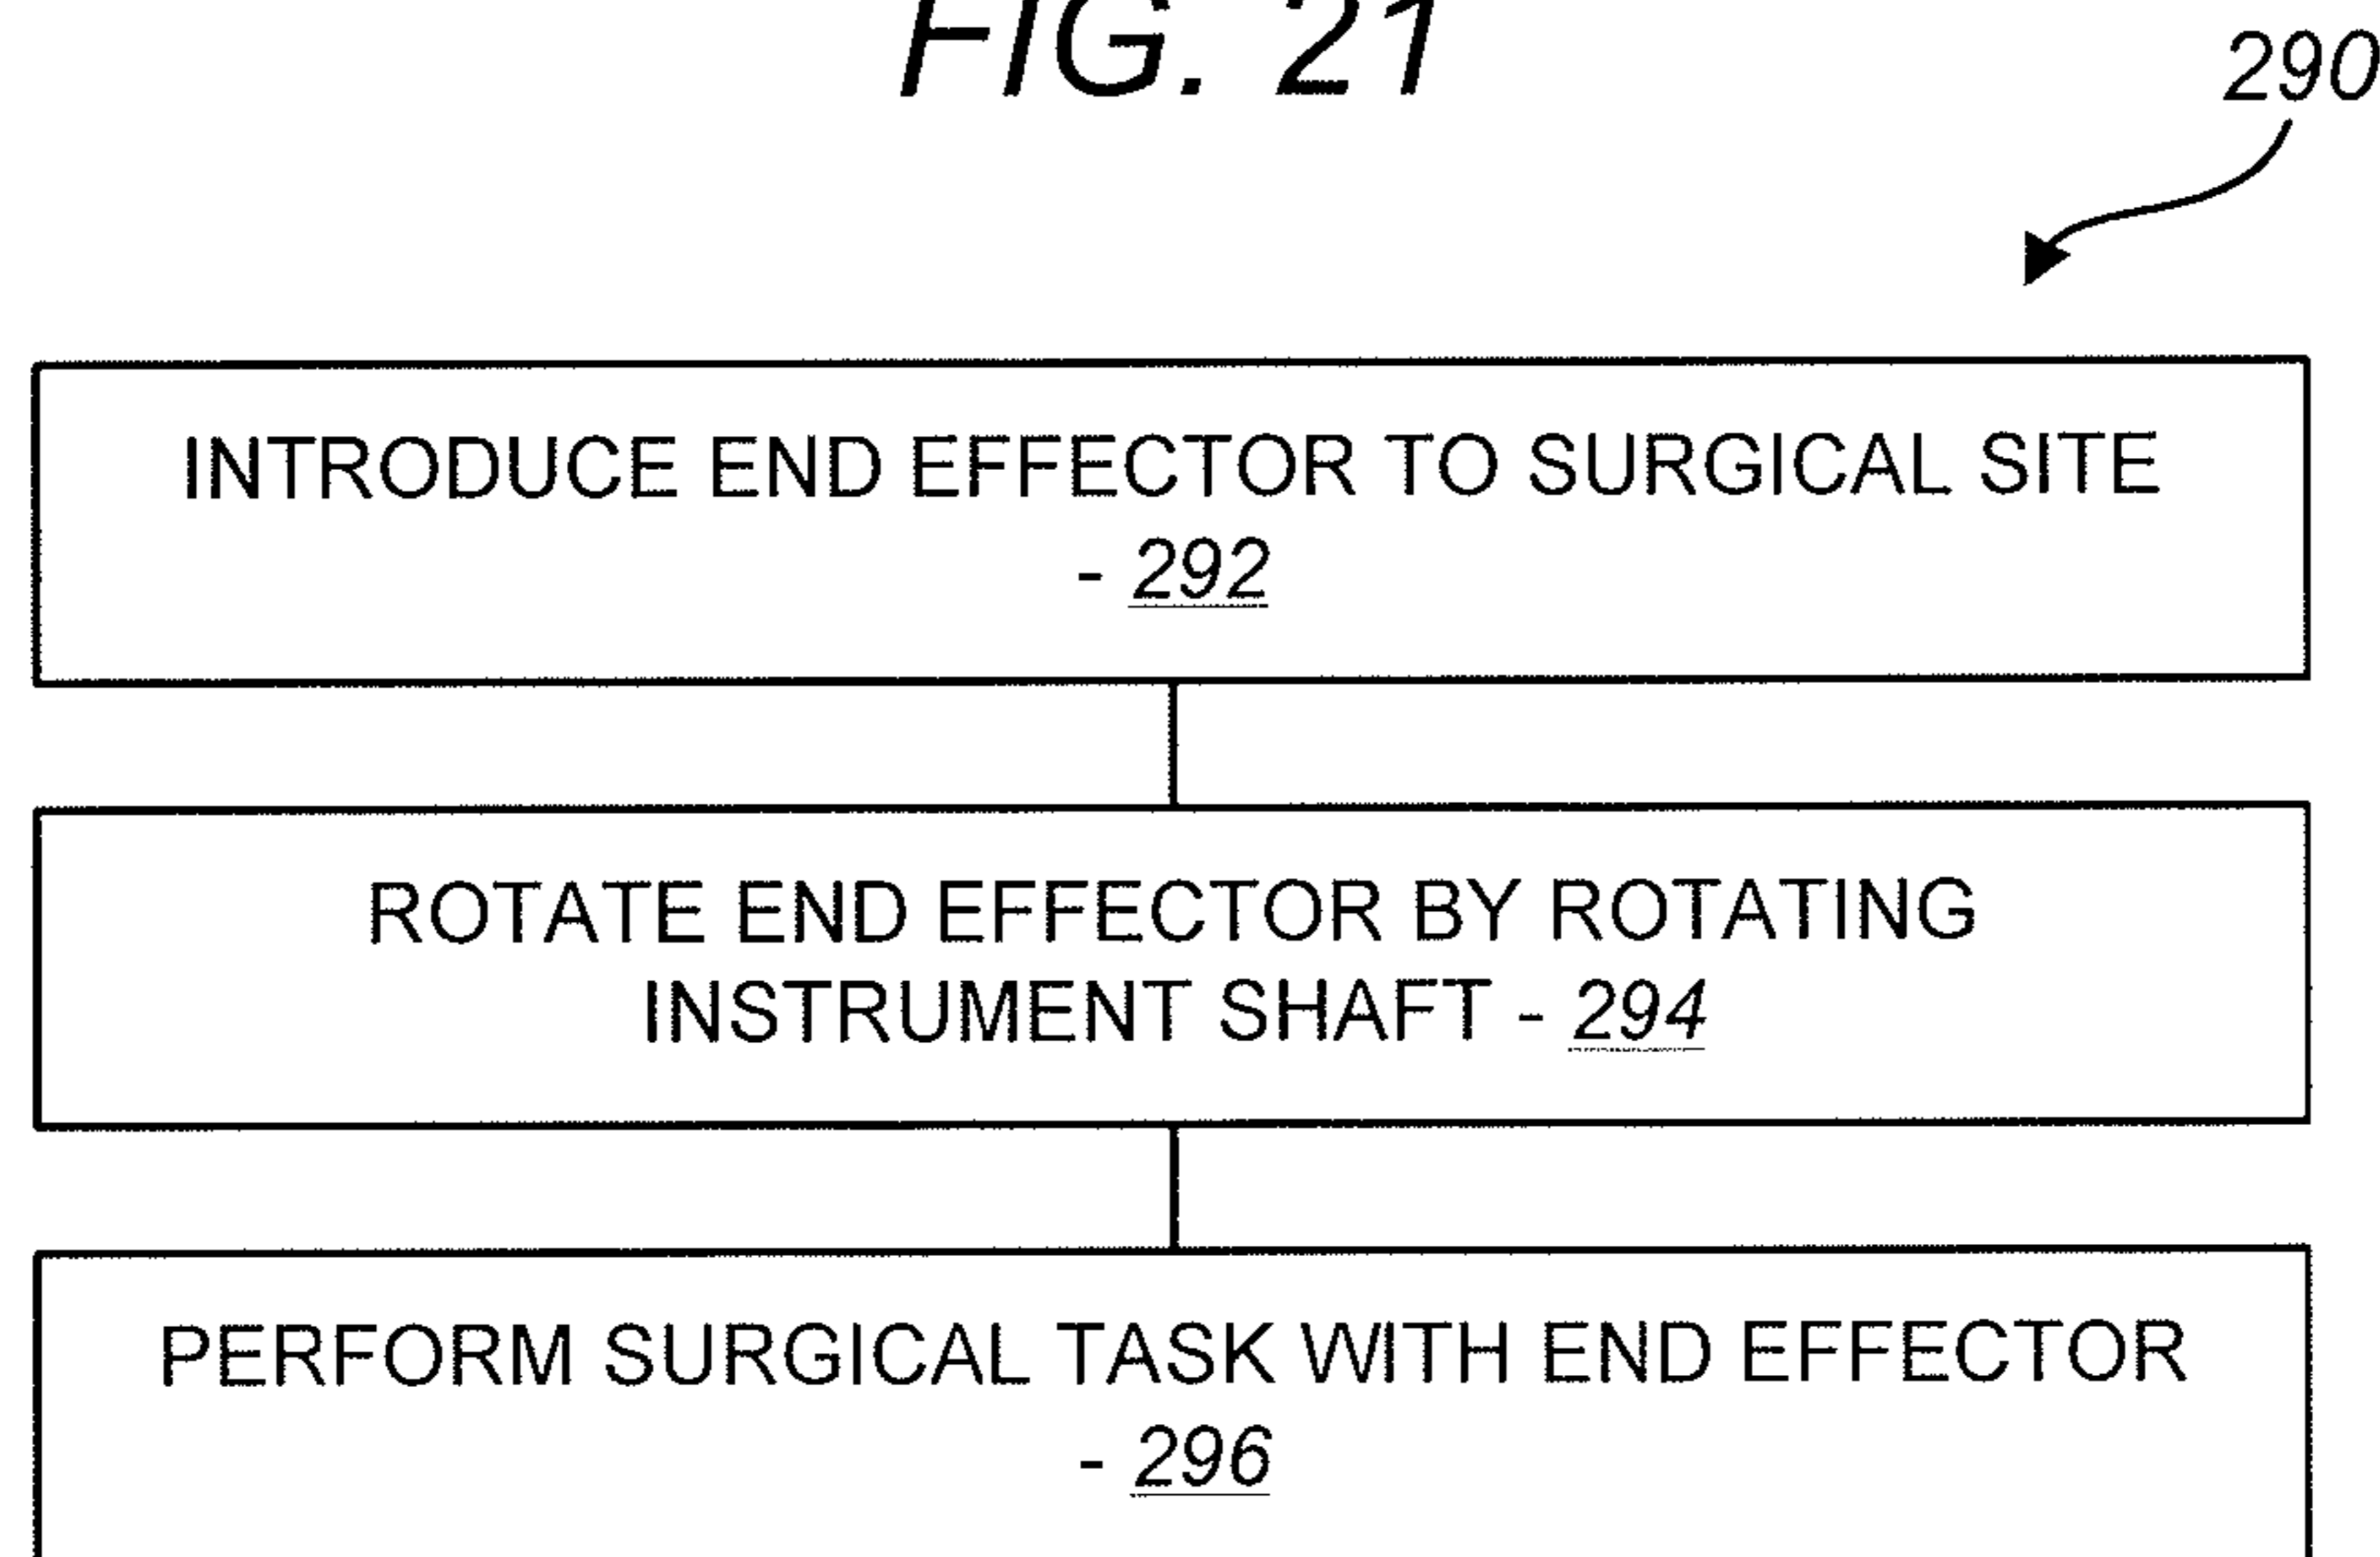 FIG. 21
290
INTRODUCE END EFFECTOR TO SURGICAL SITE
- 292
ROTATE END EFFECTOR BY ROTATING
INSTRUMENT SHAFT - 294
PERFORM SURGICAL TASK WITH END EFFECTOR
- 296